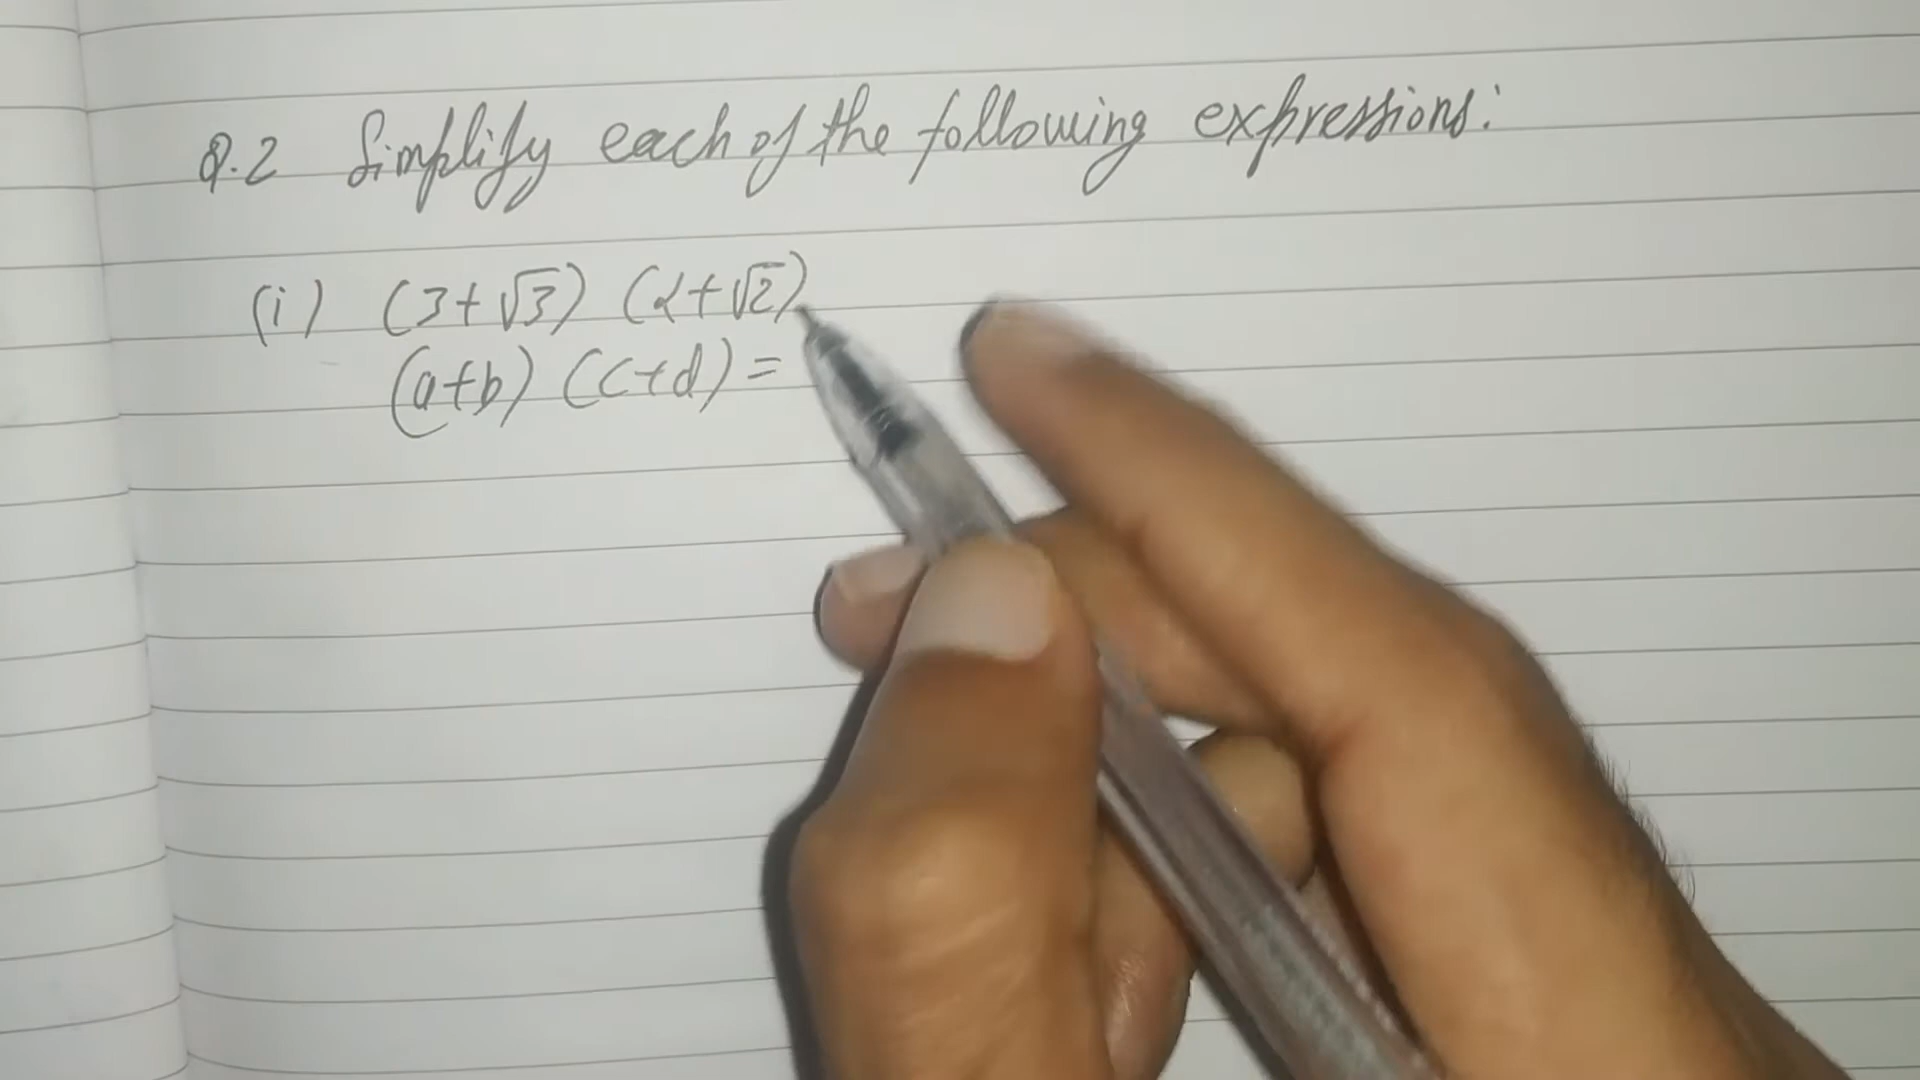 Q.2 Simplify each of the following expressions:
(i) (3+√3) (2+√2)
(a+b) (c+d) =